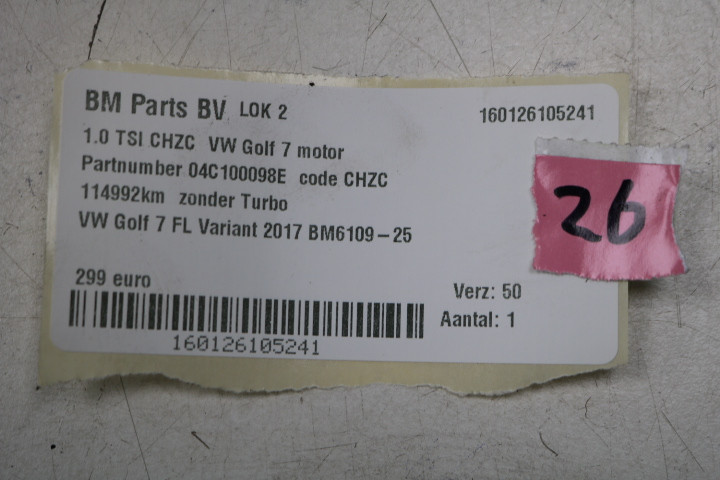 BM Parts BV LOK 2 160126105241
1.0 TSI CHZC VW Golf 7 motor
Partnumber 04C100098E code CHZC
114992km zonder Turbo
VW Golf 7 FL Variant 2017 BM6109-25
26
299 euro
Verz: 50
Aantal: 1
160126105241